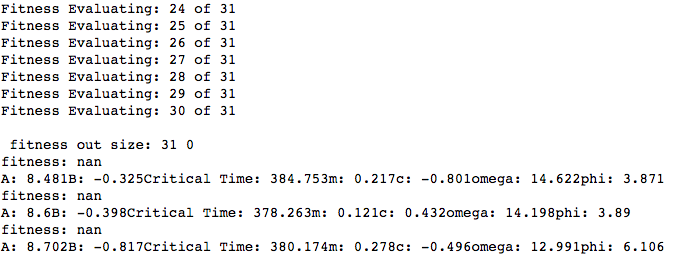 Fitness Evaluating: 24 of 31
Fitness Evaluating: 25 of 31
Fitness Evaluating: 26 of 31
Fitness Evaluating: 27 of 31
Fitness Evaluating: 28 of 31
Fitness Evaluating: 29 of 31
Fitness Evaluating: 30 of 31
fitness out size: 31 0
fitness: nan
A: 8.481B: -0.325Critical Time: 384.753m: 0.217c: -0.801omega: 14.622phi: 3.871
fitness: nan
A: 8.6B: -0.398Critical Time: 378.263m: 0.121c: 0.432omega: 14.198phi: 3.89
fitness: nan
A: 8.702B: -0.817Critical Time: 380.174m: 0.278c: -0.496omega: 12.991phi: 6.106